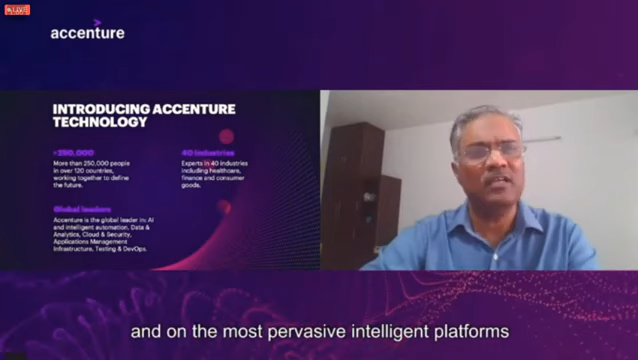 LIVE
accenture
INTRODUCING ACCENTURE
TECHNOLOGY
+250,000
More than 250,000 people
in over 120 countries,
working together to define
the future.
40 industries
Experts in 40 industries
including healthcare,
finance and consumer
goods.
Global leaders
Accenture is the global leader in: AI
and intelligent automation, Data &
Analytics, Cloud & Security,
Applications Management
Infrastructure, Testing & DevOps.
and on the most pervasive intelligent platforms